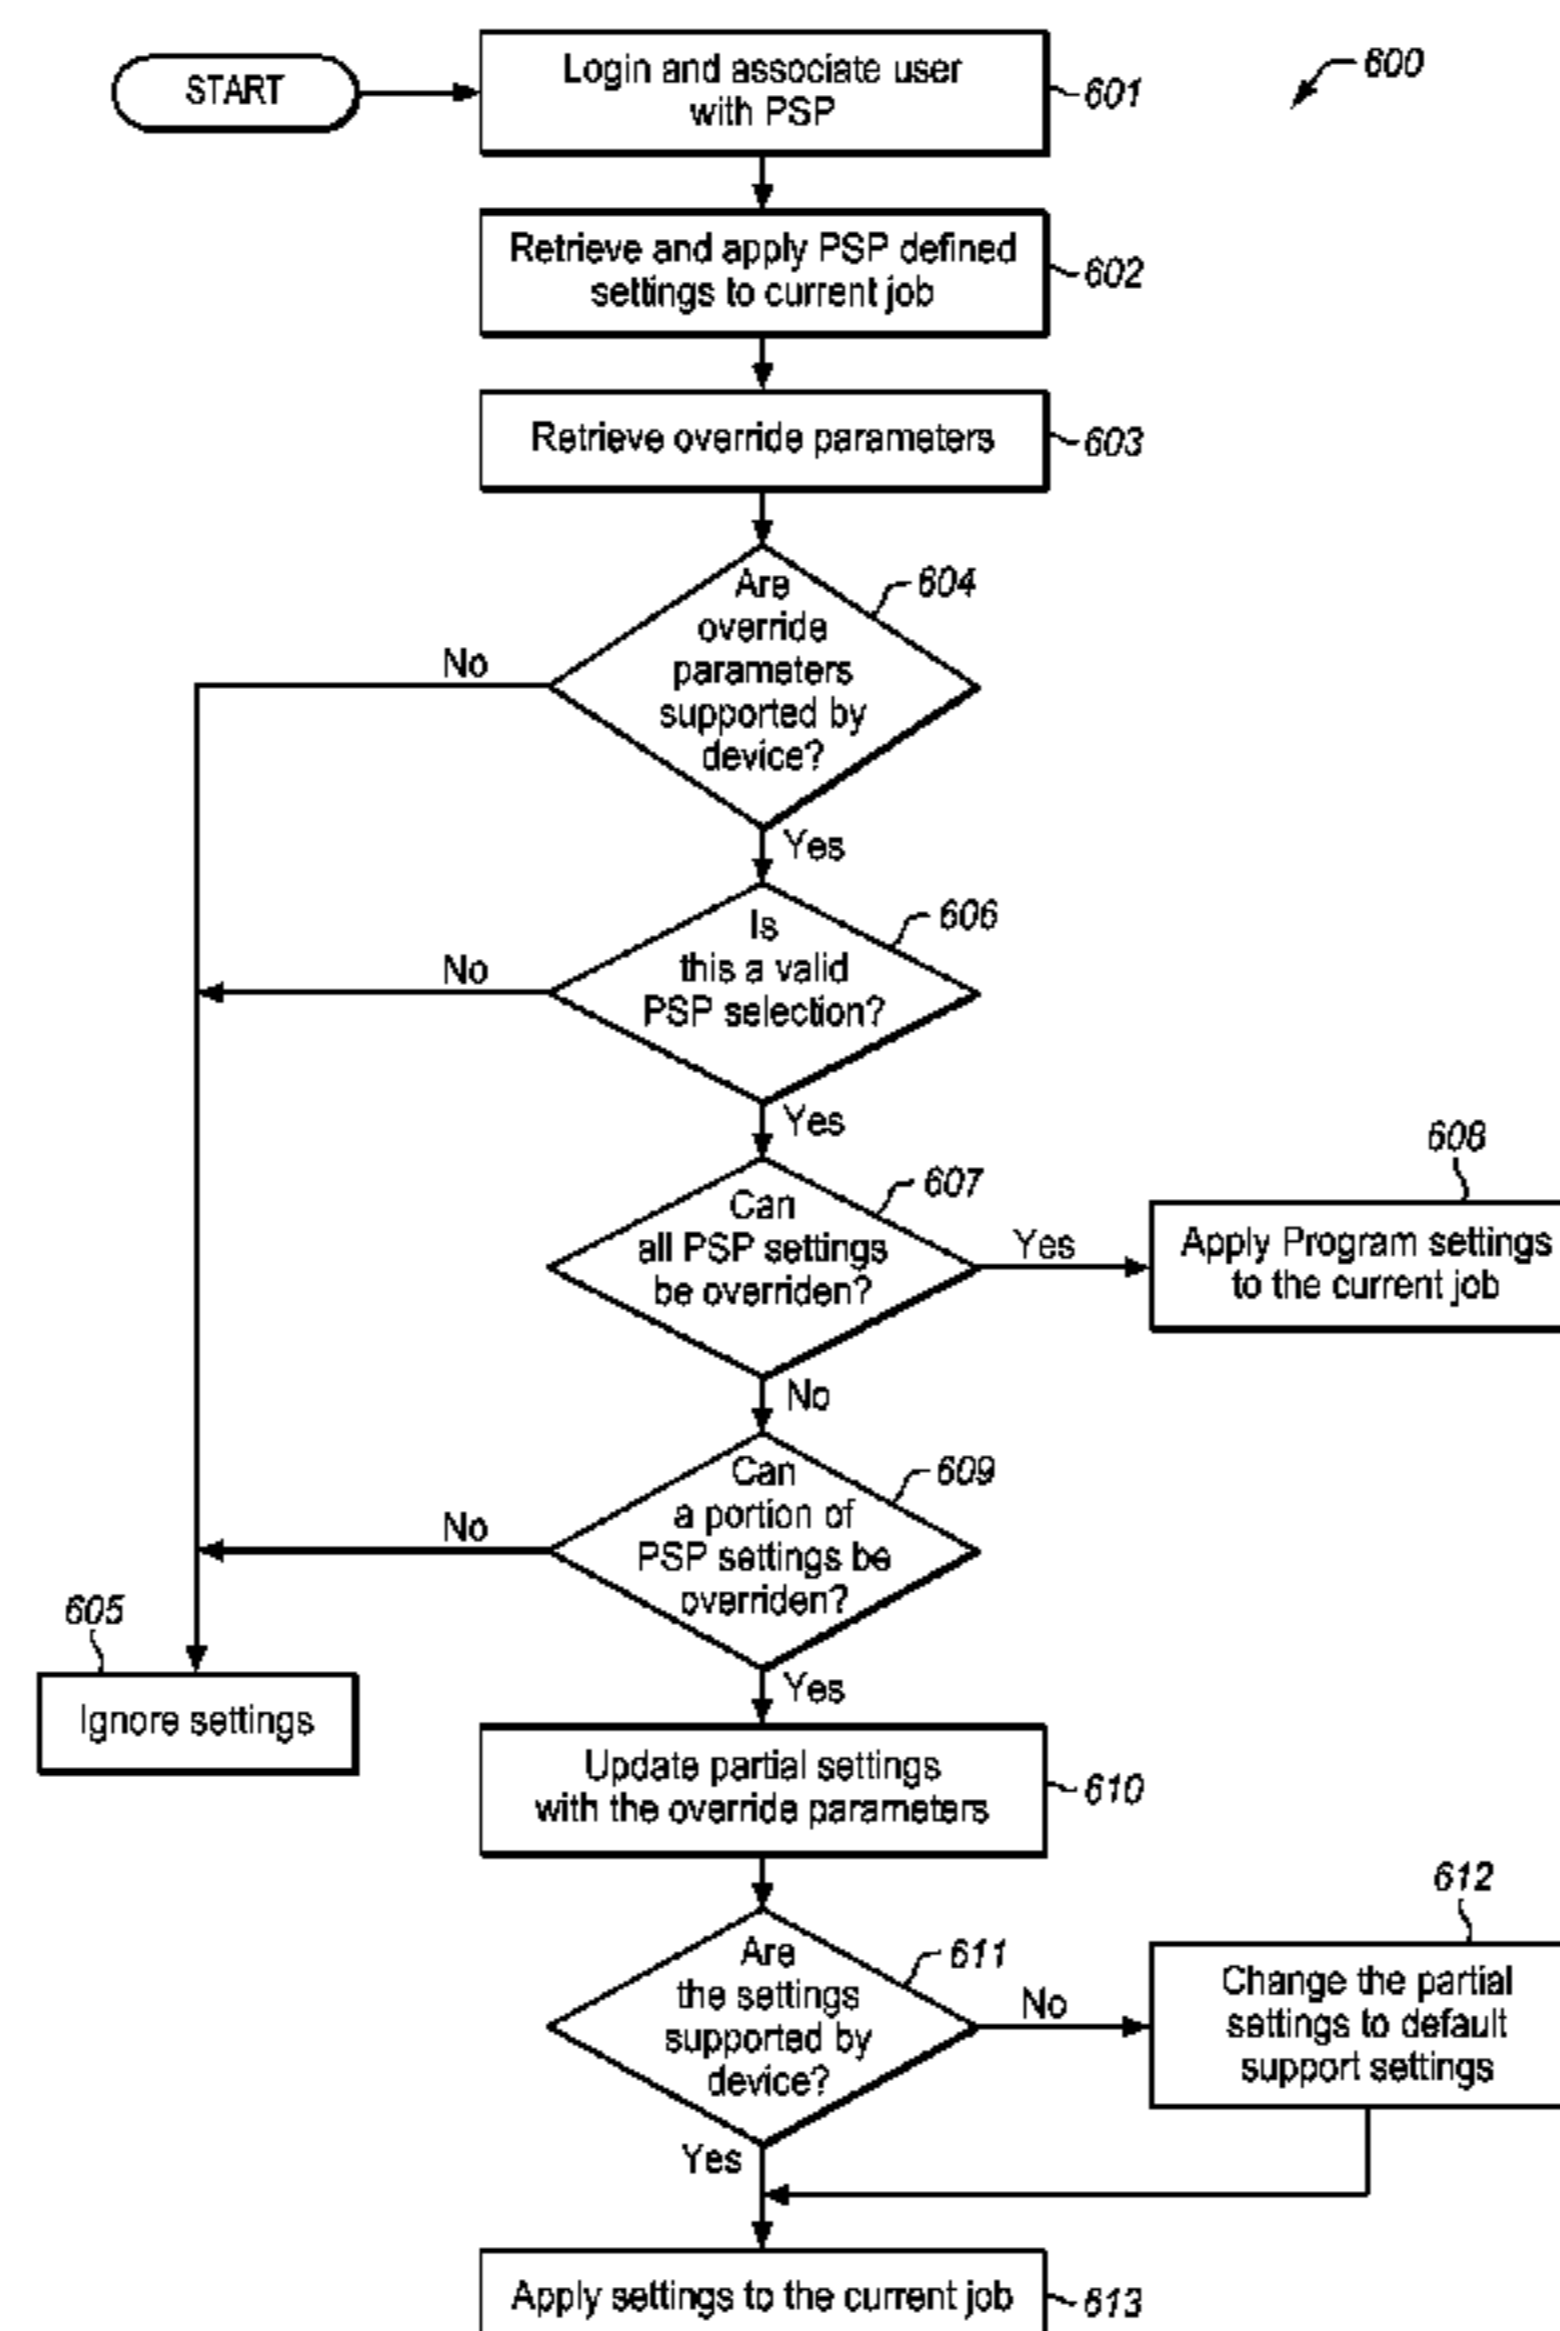 START
Login and associate user
with PSP
601
600
Retrieve and apply PSP defined
settings to current job
602
Retrieve override parameters
603
Are
override
parameters
supported by
device?
604
No
Yes
Is
this a valid
PSP selection?
606
No
Yes
Can
all PSP settings
be overriden?
607
Yes
608
Apply Program settings
to the current job
No
Can
a portion of
PSP settings be
overriden?
609
No
605
Ignore settings
Yes
Update partial settings
with the override parameters
610
Are
the settings
supported by
device?
611
No
612
Change the partial
settings to default
support settings
Yes
Apply settings to the current job
613